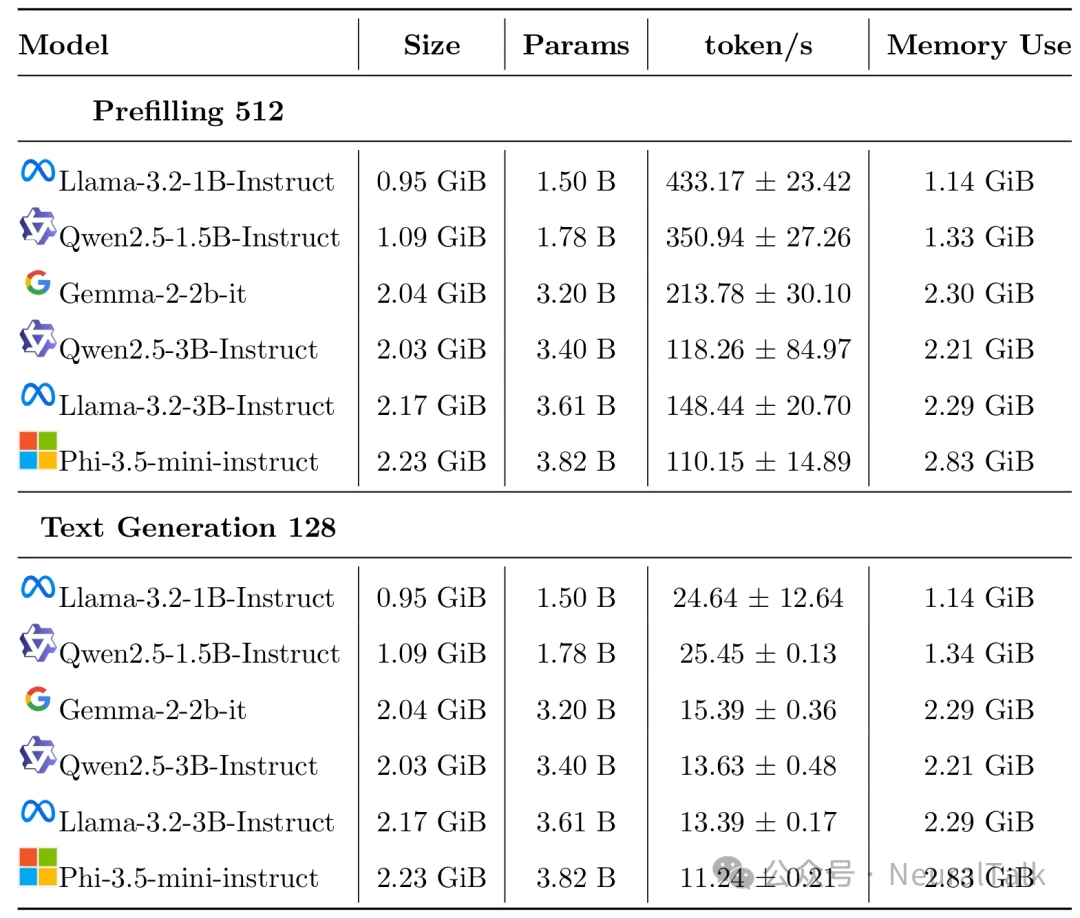 Model Size Params token/s Memory Use
Prefilling 512
Llama-3.2-1B-Instruct 0.95 GiB 1.50 B 433.17 ± 23.42 1.14 GiB
Qwen2.5-1.5B-Instruct 1.09 GiB 1.78 B 350.94 ± 27.26 1.33 GiB
Gemma-2-2b-it 2.04 GiB 3.20 B 213.78 ± 30.10 2.30 GiB
Qwen2.5-3B-Instruct 2.03 GiB 3.40 B 118.26 ± 84.97 2.21 GiB
Llama-3.2-3B-Instruct 2.17 GiB 3.61 B 148.44 ± 20.70 2.29 GiB
Phi-3.5-mini-instruct 2.23 GiB 3.82 B 110.15 ± 14.89 2.83 GiB
Text Generation 128
Llama-3.2-1B-Instruct 0.95 GiB 1.50 B 24.64 ± 12.64 1.14 GiB
Qwen2.5-1.5B-Instruct 1.09 GiB 1.78 B 25.45 ± 0.13 1.34 GiB
Gemma-2-2b-it 2.04 GiB 3.20 B 15.39 ± 0.36 2.29 GiB
Qwen2.5-3B-Instruct 2.03 GiB 3.40 B 13.63 ± 0.48 2.21 GiB
Llama-3.2-3B-Instruct 2.17 GiB 3.61 B 13.39 ± 0.17 2.29 GiB
Phi-3.5-mini-instruct 2.23 GiB 3.82 B 11.24 ± 0.21 2.83 GiB
公众号 · NeuralTalk